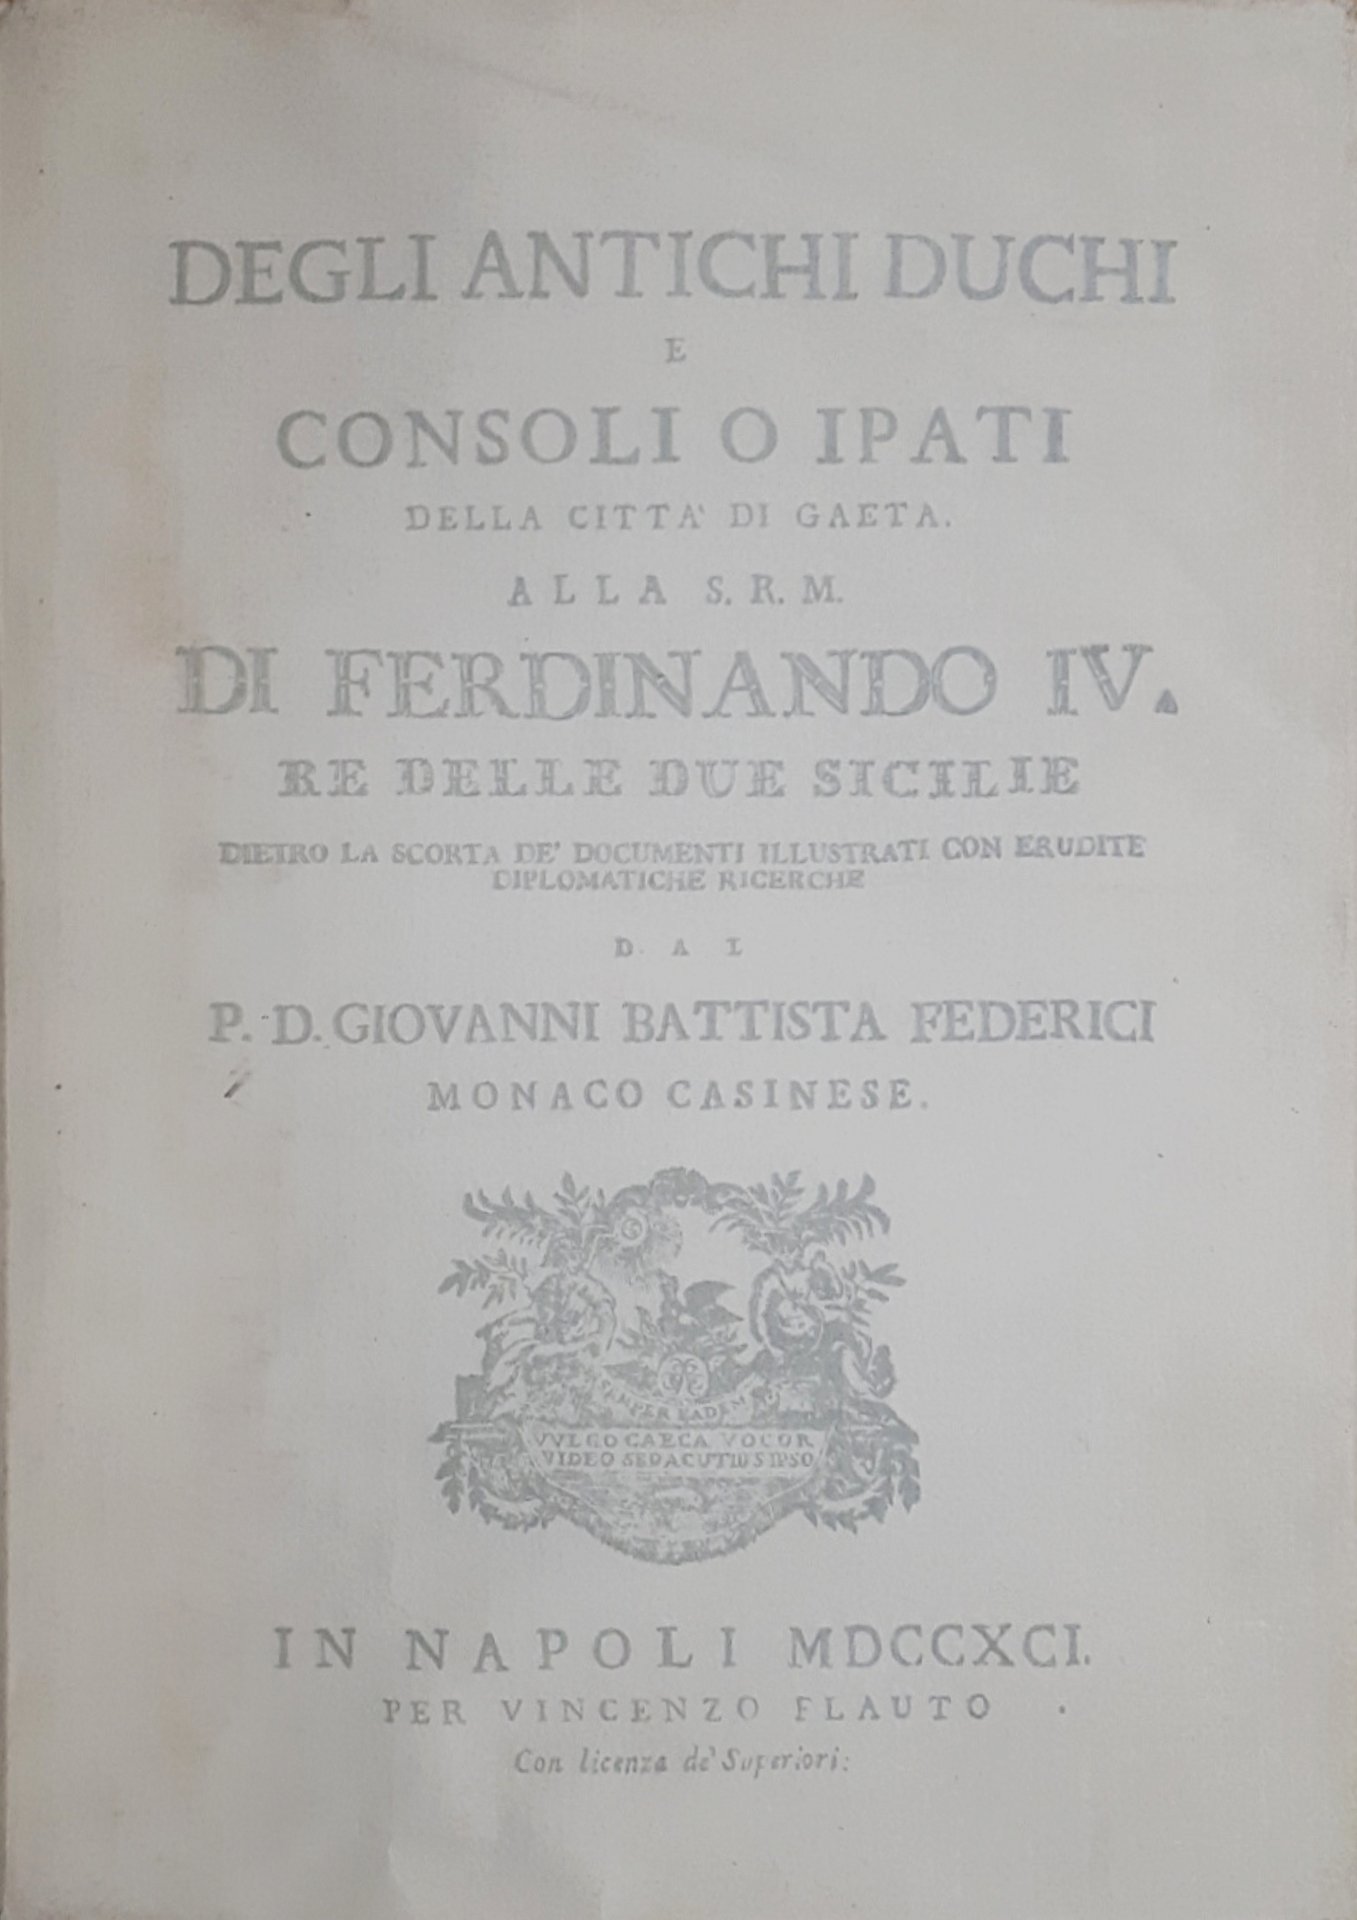 DEGLI ANTICHI DUCHI
E
CONSOLI O IPATI
DELLA CITTA' DI GAETA.
ALLA S. R. M.
DI FERDINANDO IV.
RE DELLE DUE SICILIE
DIETRO LA SCORTA DE' DOCUMENTI ILLUSTRATI CON ERUDITE
DIPLOMATICHE RICERCHE
D. A L
P. D. GIOVANNI BATTISTA FEDERICI
MONACO CASINESE.
EADEM
VVLGO CAECA VOCOR
VIDEO SED ACUTIUS IPSO
IN NAPOLI MDCCXCI.
PER VINCENZO FLAUTO
Con licenza de' Superiori: